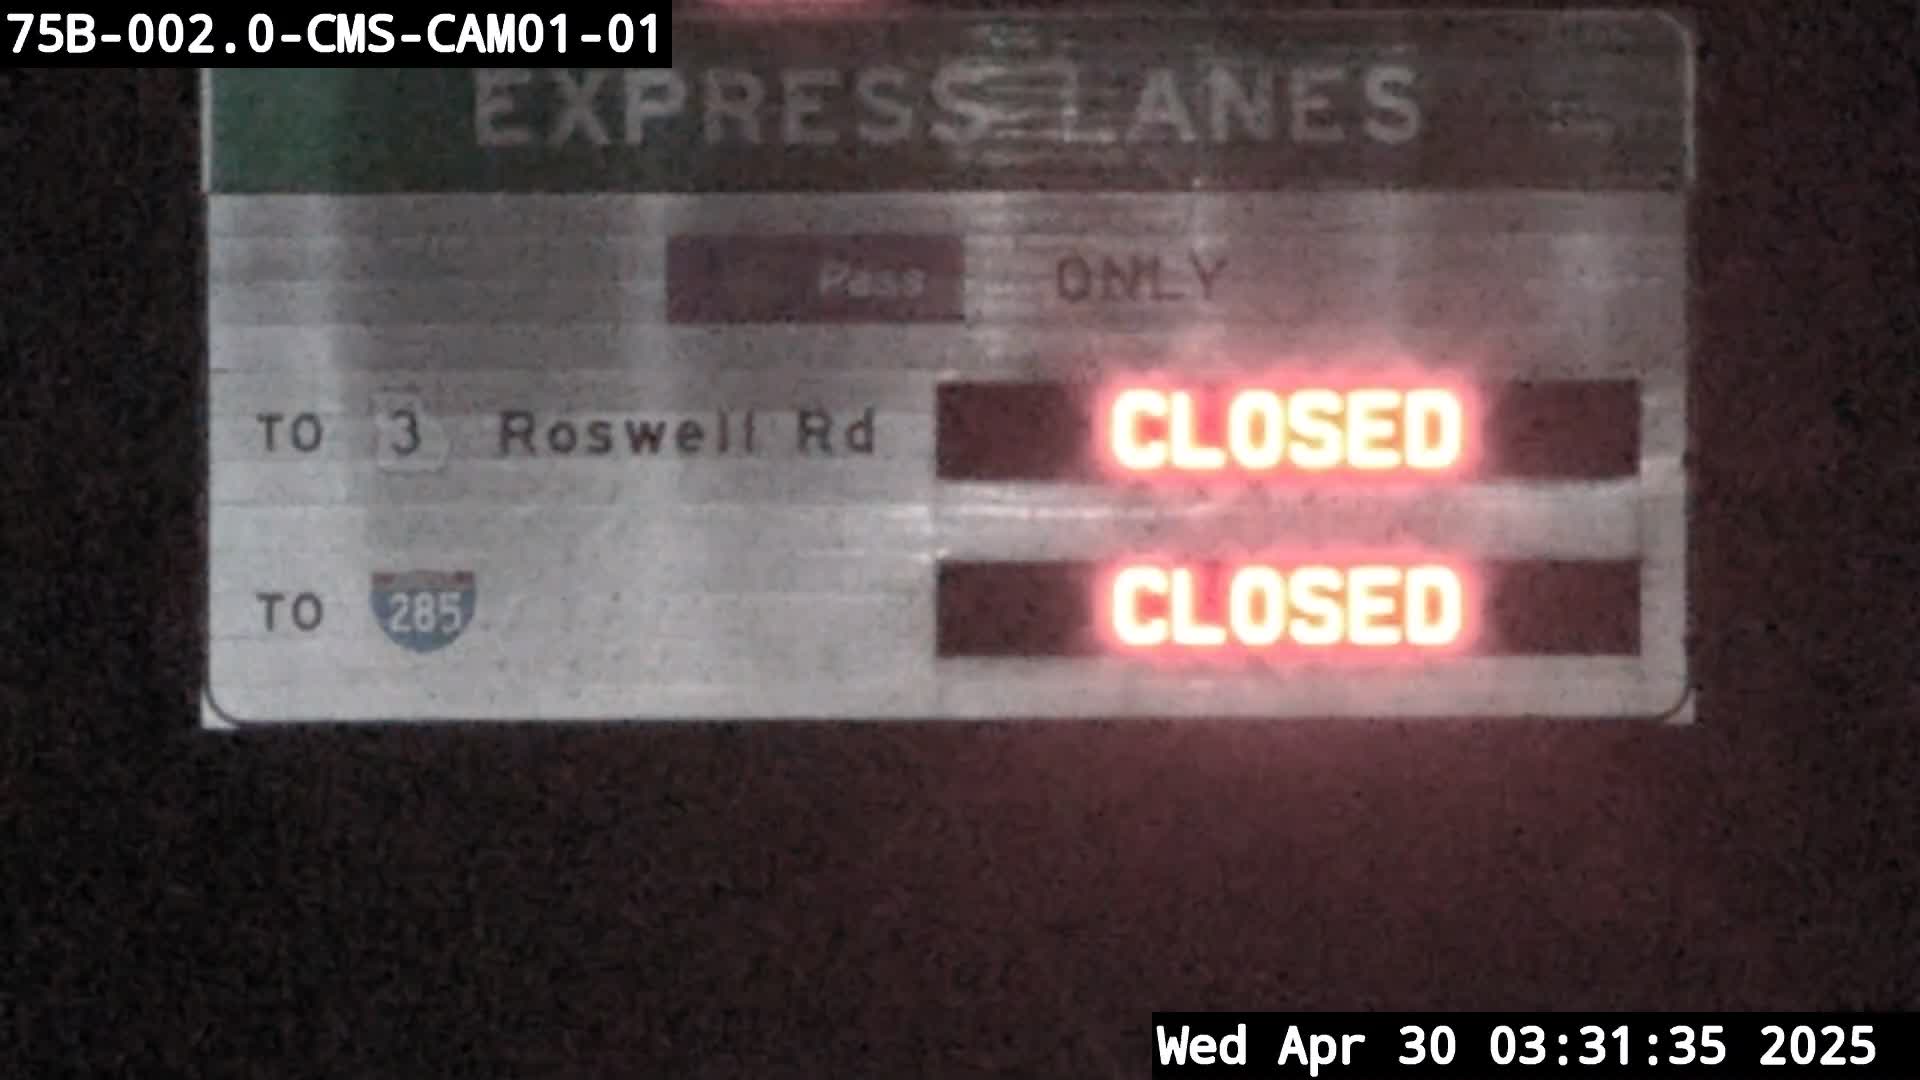 75B-002.0-CMS-CAM01-01
EXPRESS LANES
Pass ONLY
TO 3 Roswell Rd CLOSED
TO 285 CLOSED
Wed Apr 30 03:31:35 2025